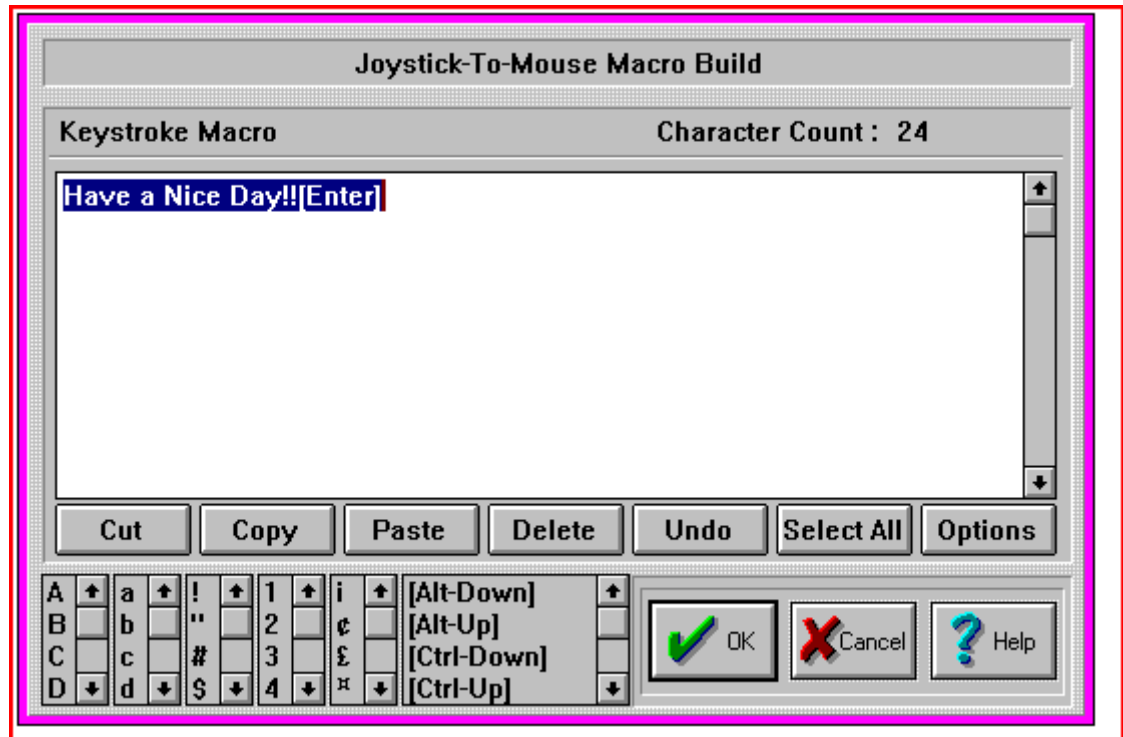 Joystick-To-Mouse Macro Build
Keystroke Macro Character Count : 24
Have a Nice Day!![Enter]
Cut Copy Paste Delete Undo Select All Options
A a ! 1 ¡ [Alt-Down]
B b " 2 ¢ [Alt-Up]
C c # 3 £ [Ctrl-Down]
D d $ 4 ¤ [Ctrl-Up]
OK Cancel Help